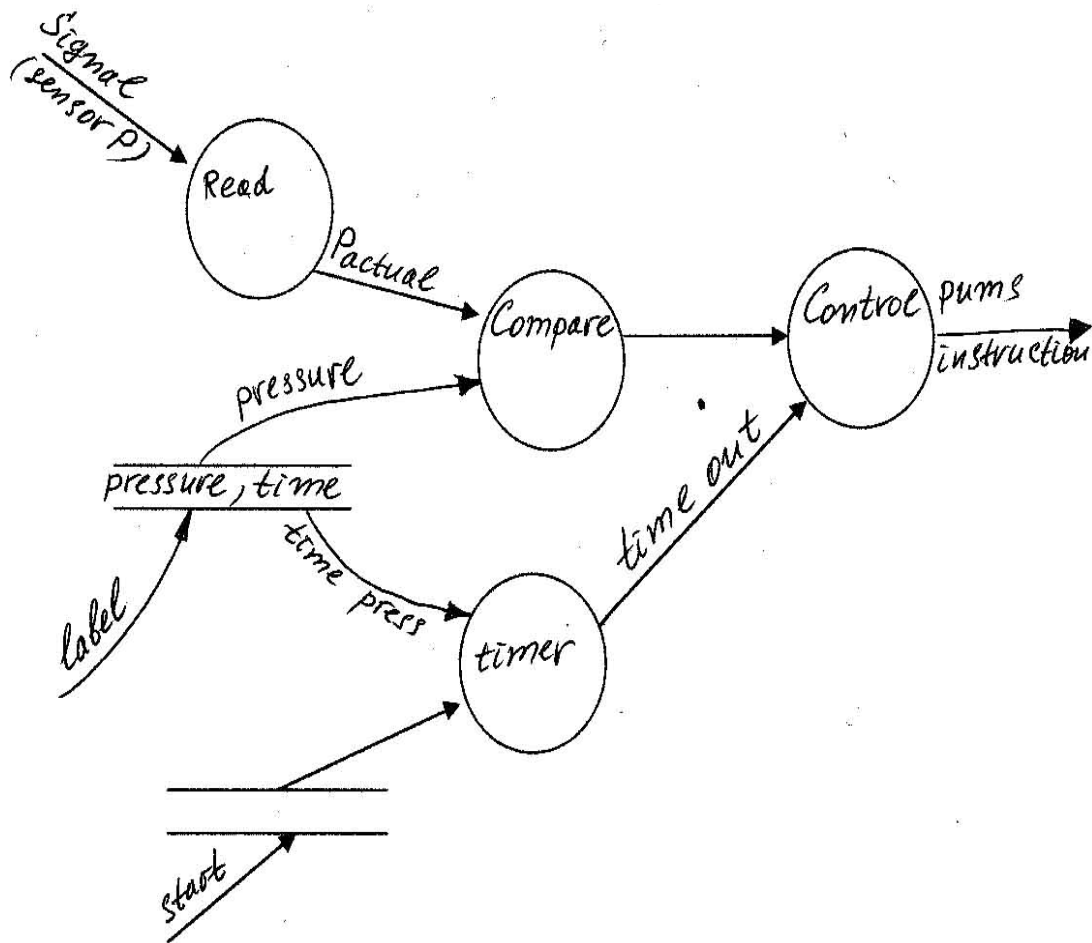 Signal
(sensor P)
Read
Pactual
Compare
Control
pums
instruction
pressure
pressure, time
time out
time press
label
timer
start